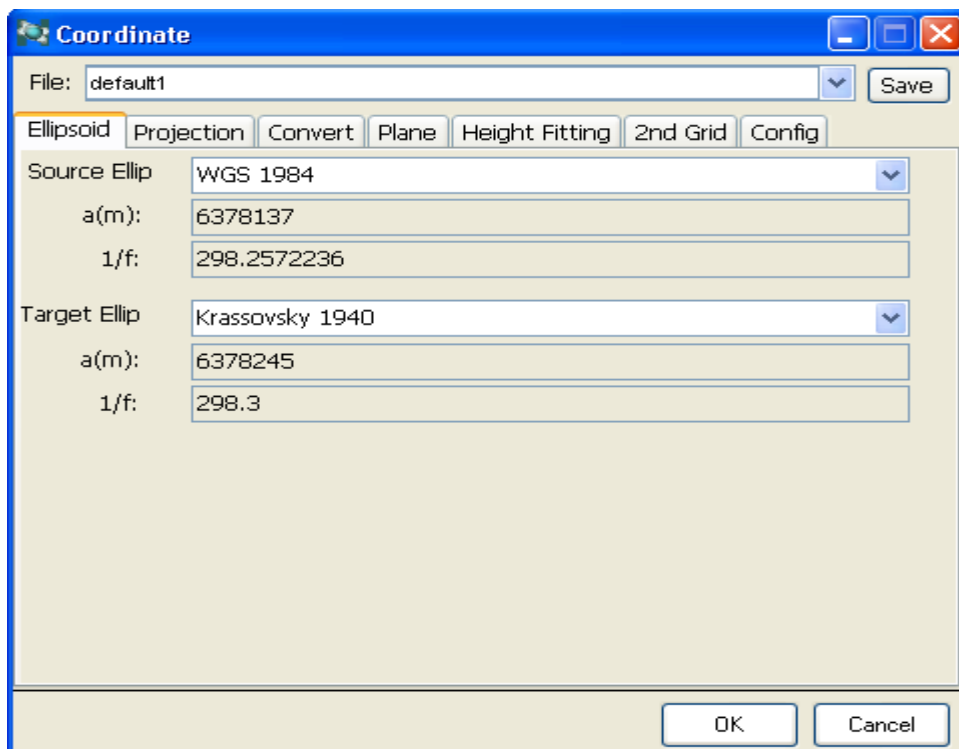 Coordinate
File: default1 Save
Ellipsoid Projection Convert Plane Height Fitting 2nd Grid Config
Source Ellip WGS 1984
a(m): 6378137
1/f: 298.2572236
Target Ellip Krassovsky 1940
a(m): 6378245
1/f: 298.3
OK Cancel